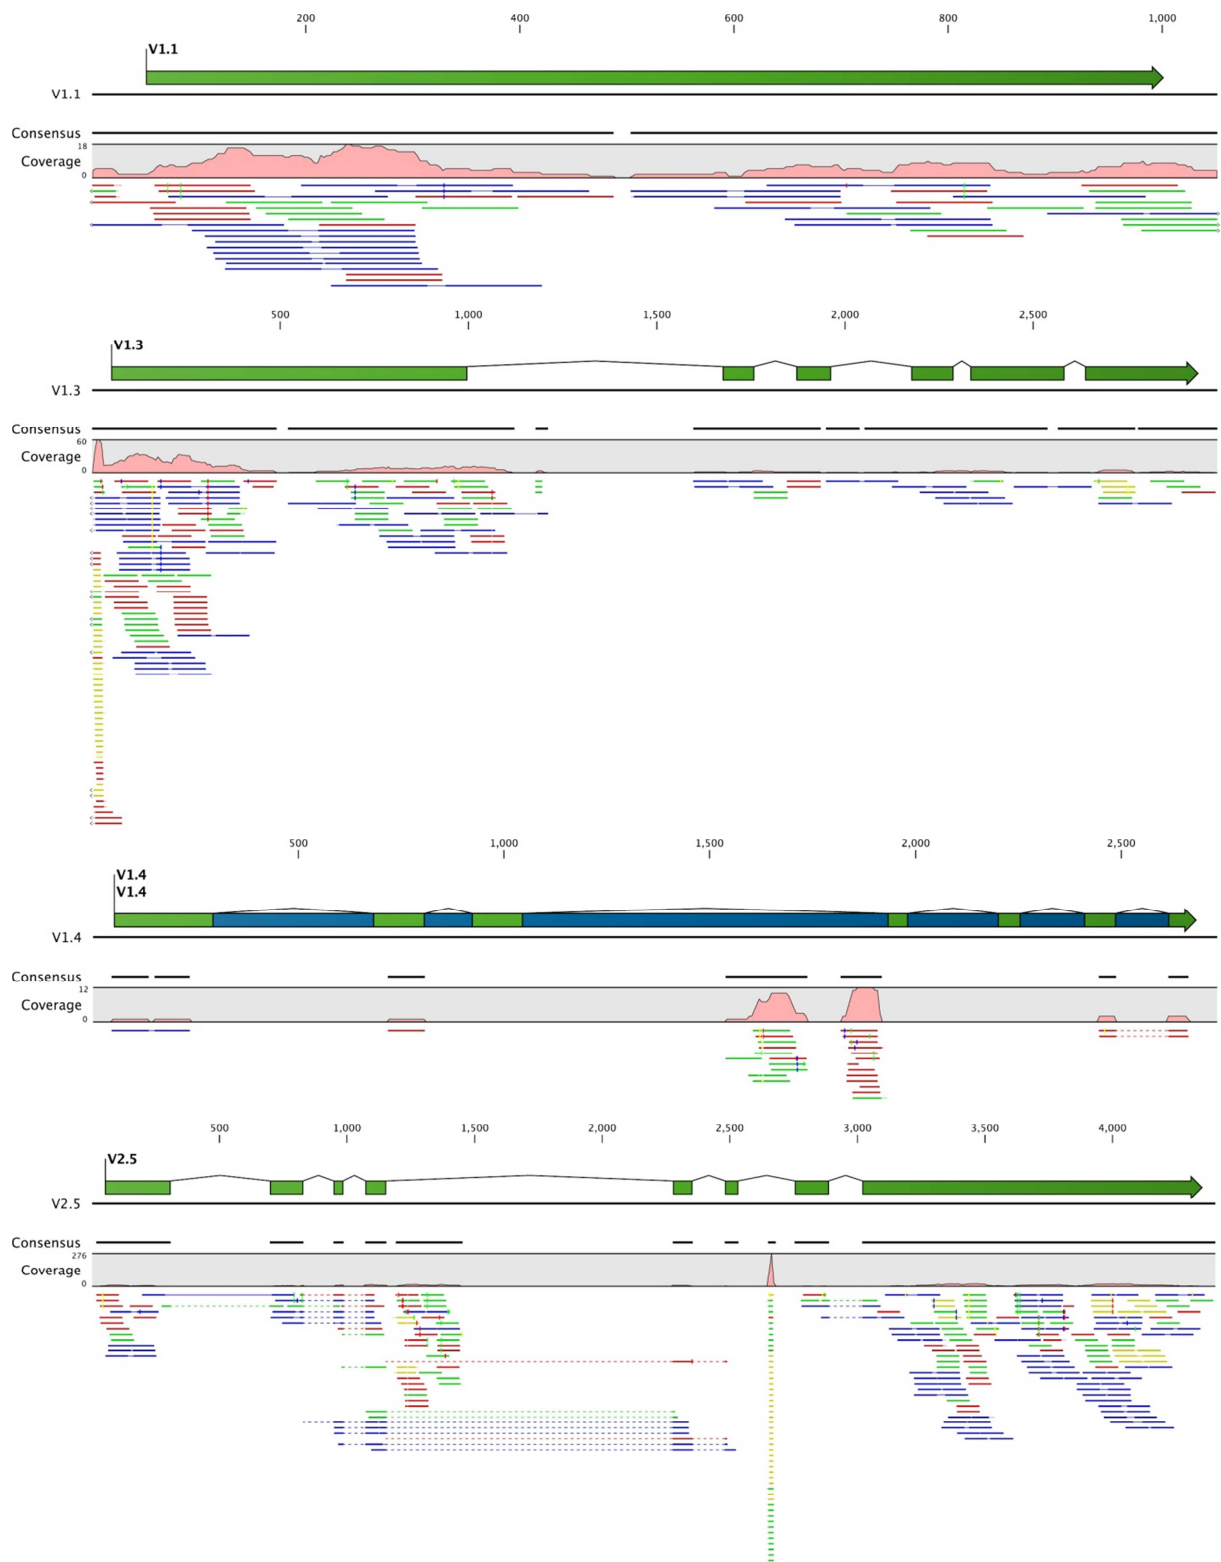 200 400 600 800 1,000
V1.1
V1.1
Consensus
18
Coverage
0
500 1,000 1,500 2,000 2,500
V1.3
V1.3
Consensus
60
Coverage
0
500 1,000 1,500 2,000 2,500
V1.4
V1.4
V1.4
Consensus
12
Coverage
0
500 1,000 1,500 2,000 2,500 3,000 3,500 4,000
V2.5
V2.5
Consensus
276
Coverage
0